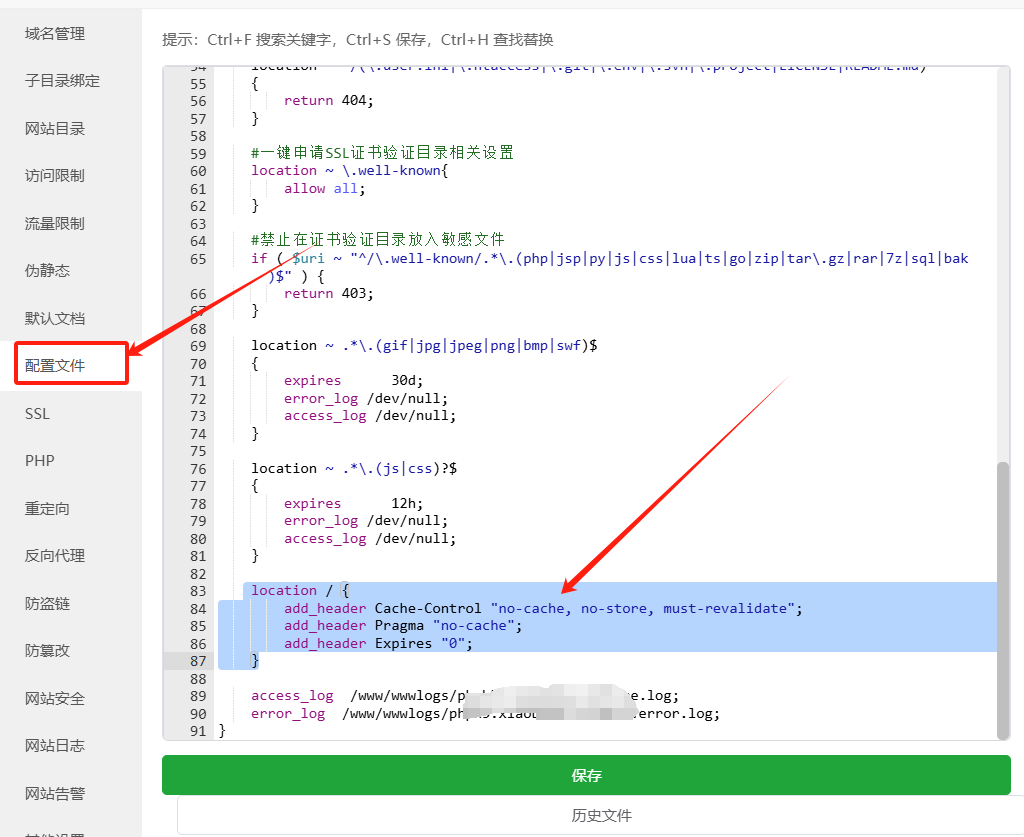 域名管理
子目录绑定
网站目录
访问限制
流量限制
伪静态
默认文档
配置文件
SSL
PHP
重定向
反向代理
防盗链
防篡改
网站安全
网站日志
网站告警
提示：Ctrl+F 搜索关键字，Ctrl+S 保存，Ctrl+H 查找替换
55 {
56 return 404;
57 }
58
59 #一键申请SSL证书验证目录相关设置
60 location ~ \.well-known{
61 allow all;
62 }
63
64 #禁止在证书验证目录放入敏感文件
65 if ( $uri ~ "^/\.well-known/.*\.(php|jsp|py|js|css|lua|ts|go|zip|tar\.gz|rar|7z|sql|bak
)$" ) {
66 return 403;
67 }
68
69 location ~ .*\.(gif|jpg|jpeg|png|bmp|swf)$
70 {
71 expires      30d;
72 error_log /dev/null;
73 access_log /dev/null;
74 }
75
76 location ~ .*\.(js|css)?$
77 {
78 expires      12h;
79 error_log /dev/null;
80 access_log /dev/null;
81 }
82
83 location / {
84 add_header Cache-Control "no-cache, no-store, must-revalidate";
85 add_header Pragma "no-cache";
86 add_header Expires "0";
87 }
88
89 access_log  /www/wwwlogs/ .log;
90 error_log  /www/wwwlogs/ error.log;
91 }
保存
历史文件